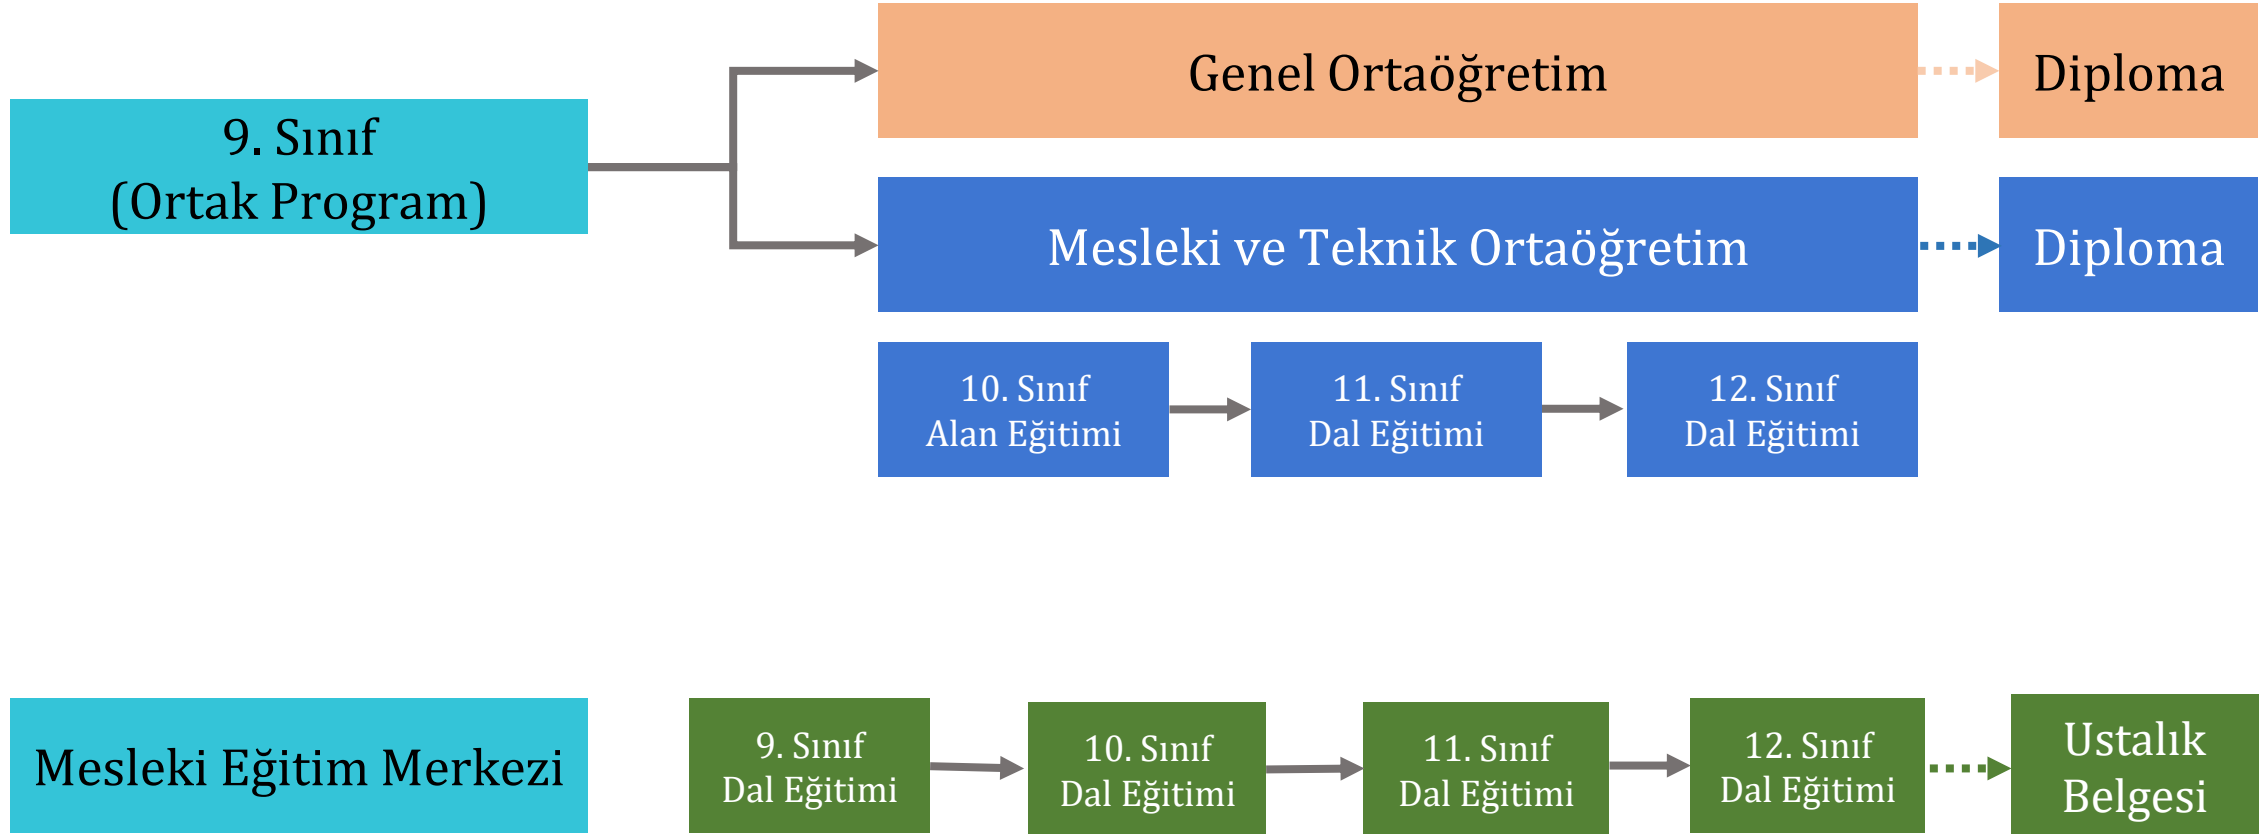 9. Sınıf
(Ortak Program)
Genel Ortaöğretim
Diploma
Mesleki ve Teknik Ortaöğretim
Diploma
10. Sınıf
Alan Eğitimi
11. Sınıf
Dal Eğitimi
12. Sınıf
Dal Eğitimi
Mesleki Eğitim Merkezi
9. Sınıf
Dal Eğitimi
10. Sınıf
Dal Eğitimi
11. Sınıf
Dal Eğitimi
12. Sınıf
Dal Eğitimi
Ustalık
Belgesi